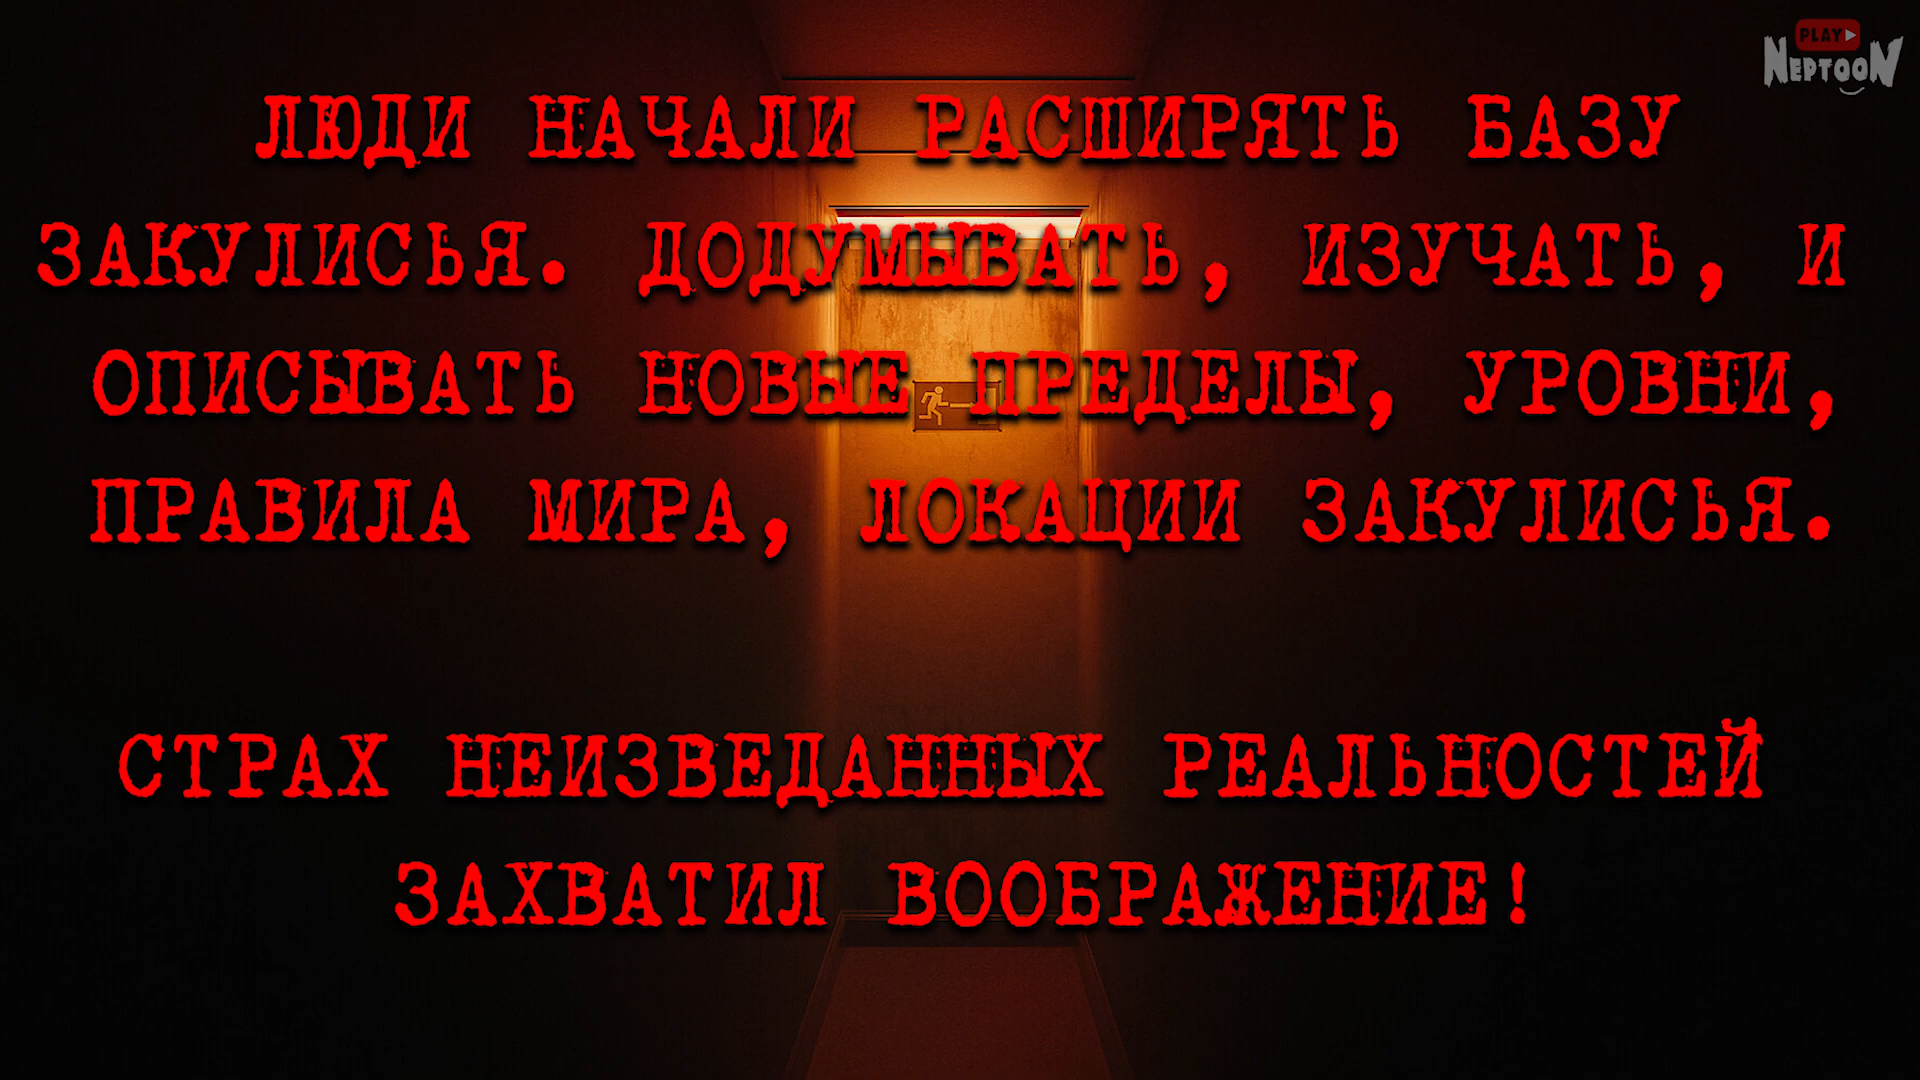 PLAY
NEPTOON
ЛЮДИ НАЧАЛИ РАСШИРЯТЬ БАЗУ
ЗАКУЛИСЬЯ. ДОДУМЫВАТЬ, ИЗУЧАТЬ, И
ОПИСЫВАТЬ НОВЫЕ ПРЕДЕЛЫ, УРОВНИ,
ПРАВИЛА МИРА, ЛОКАЦИИ ЗАКУЛИСЬЯ.
СТРАХ НЕИЗВЕДАННЫХ РЕАЛЬНОСТЕЙ
ЗАХВАТИЛ ВООБРАЖЕНИЕ!